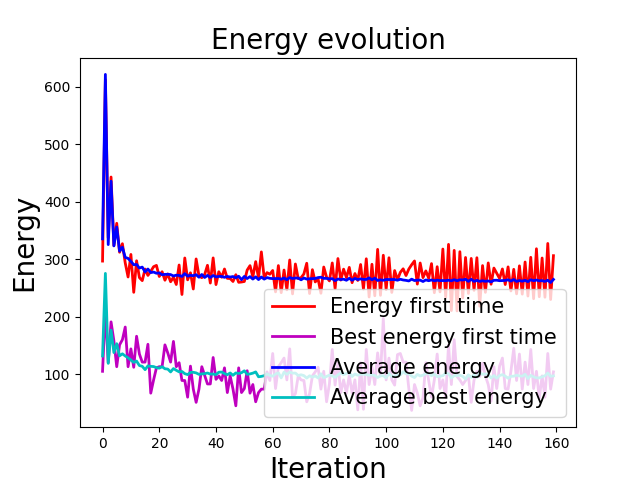 Energy evolution
600
500
400
300
200
100
Energy
Energy first time
Best energy first time
Average energy
Average best energy
0 20 40 60 80 100 120 140 160
Iteration